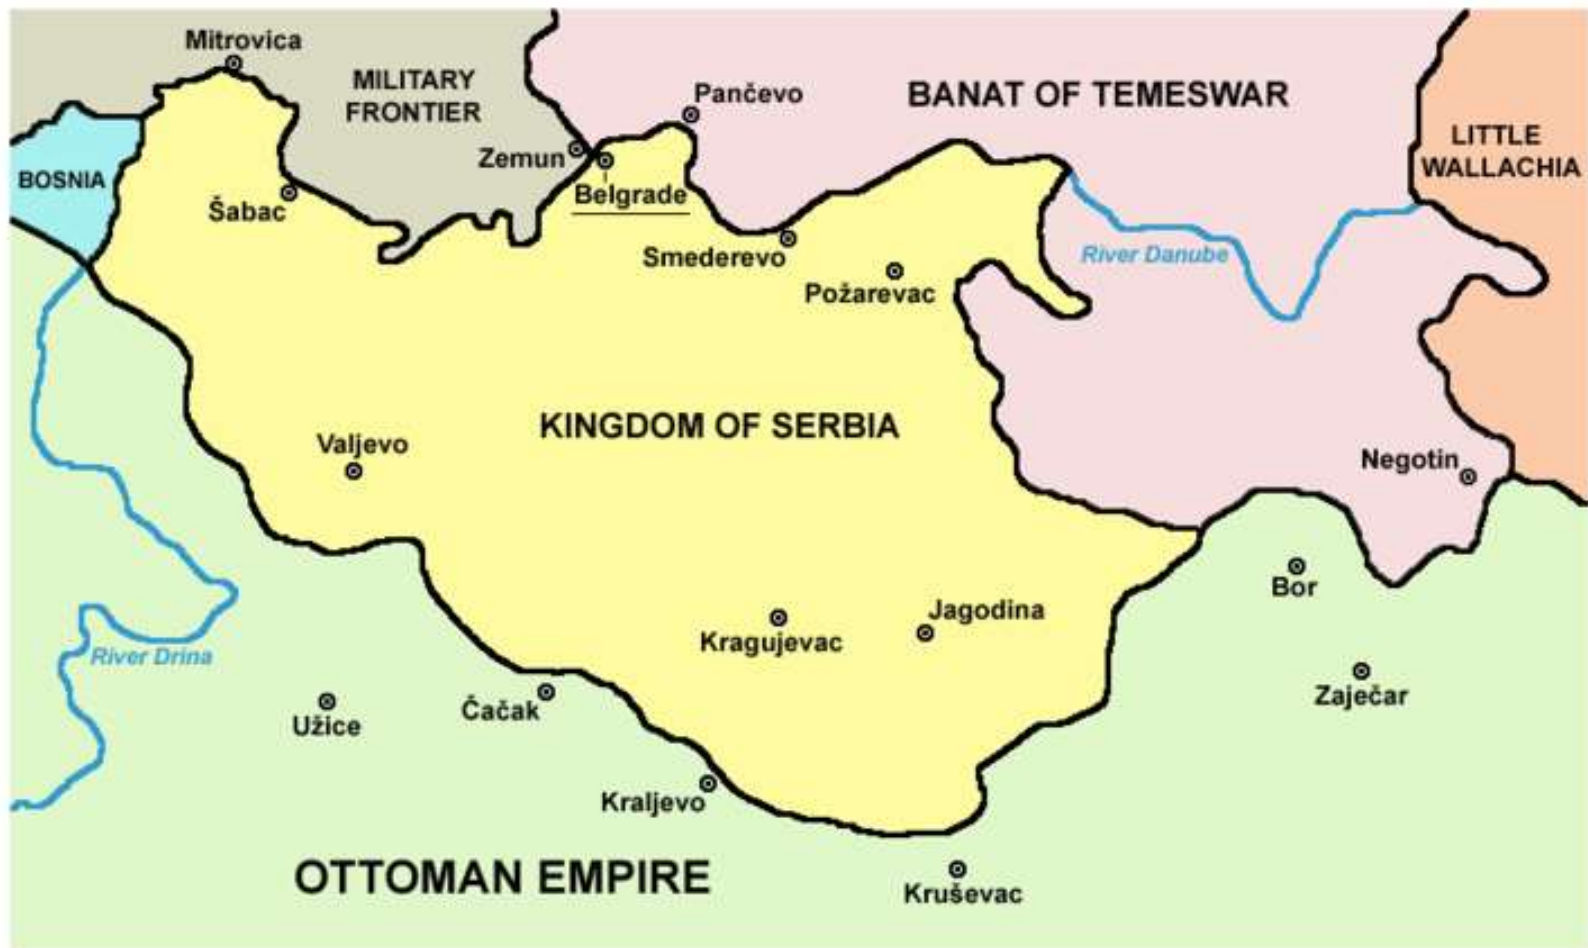 Mitrovica
MILITARY
FRONTIER
Pančevo
BANAT OF TEMESWAR
LITTLE
WALLACHIA
BOSNIA
Zemun
Belgrade
Šabac
Smederevo
River Danube
Požarevac
KINGDOM OF SERBIA
Valjevo
Negotin
Bor
Jagodina
Kragujevac
River Drina
Zaječar
Užice
Čačak
Kraljevo
OTTOMAN EMPIRE
Kruševac